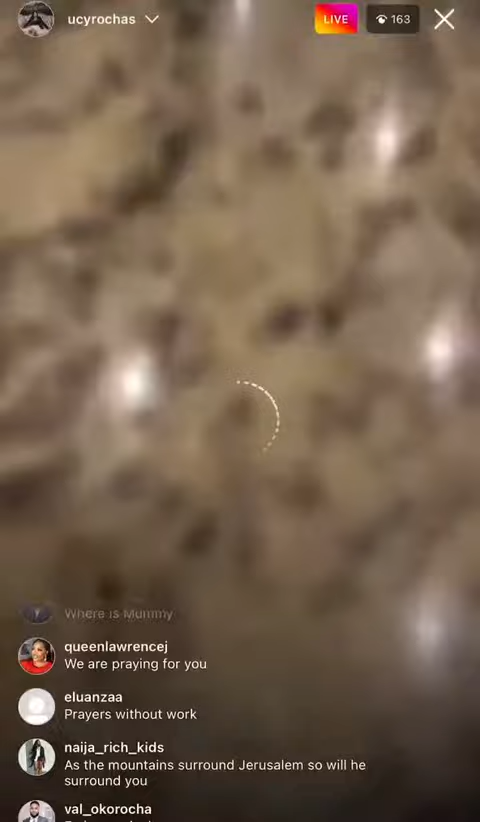 ucyrochas
LIVE
163
Where is Mummy
queenlawrencej
We are praying for you
eluanzaa
Prayers without work
naija_rich_kids
As the mountains surround Jerusalem so will he
surround you
val_okorocha